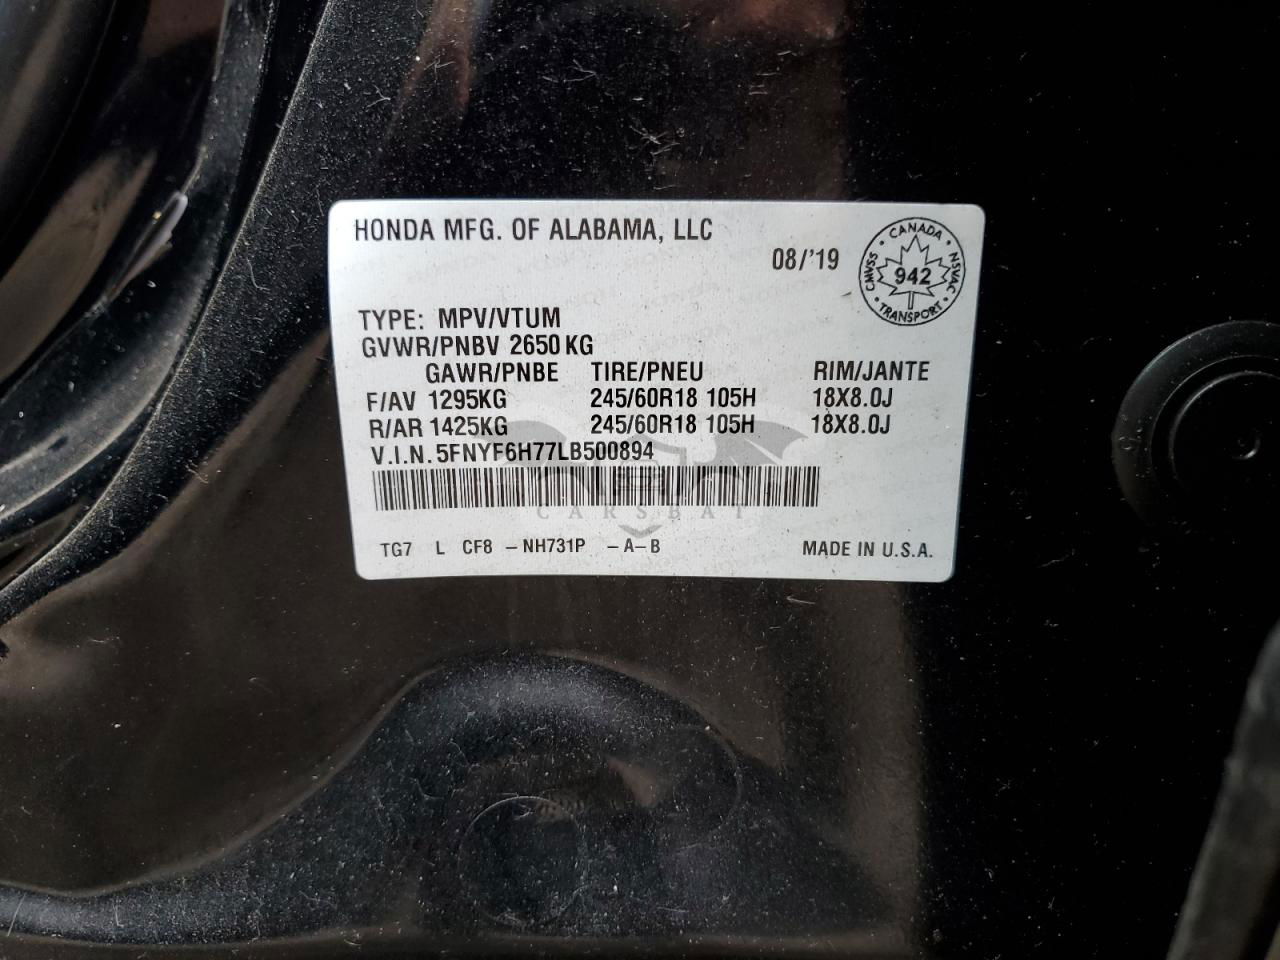 HONDA MFG. OF ALABAMA, LLC
08/'19
CANADA
CMVSS 942 NSVAC
TRANSPORT
TYPE: MPV/VTUM
GVWR/PNBV 2650KG
GAWR/PNBE TIRE/PNEU RIM/JANTE
F/AV 1295KG 245/60R18 105H 18X8.0J
R/AR 1425KG 245/60R18 105H 18X8.0J
V.I.N. 5FNYF6H77LB500894
CARSBAT
TG7 L CF8 -NH731P -A-B MADE IN U.S.A.